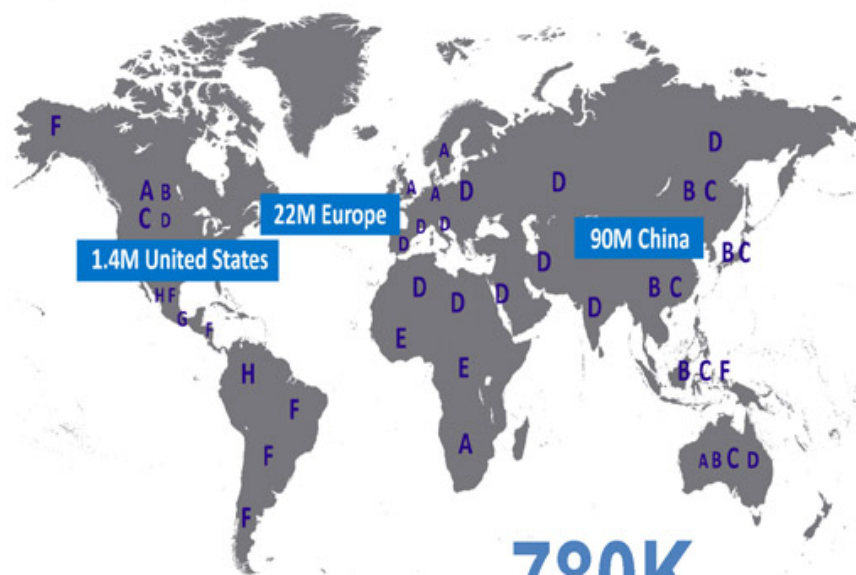 F
A
D
A B
A A D
D
B C
C D
22M Europe
D D
90M China
D
B C
1.4M United States
D
H F
D D D
D
B C
G F
E
H
E
B C F
F
A
F
A B C D
F
780K